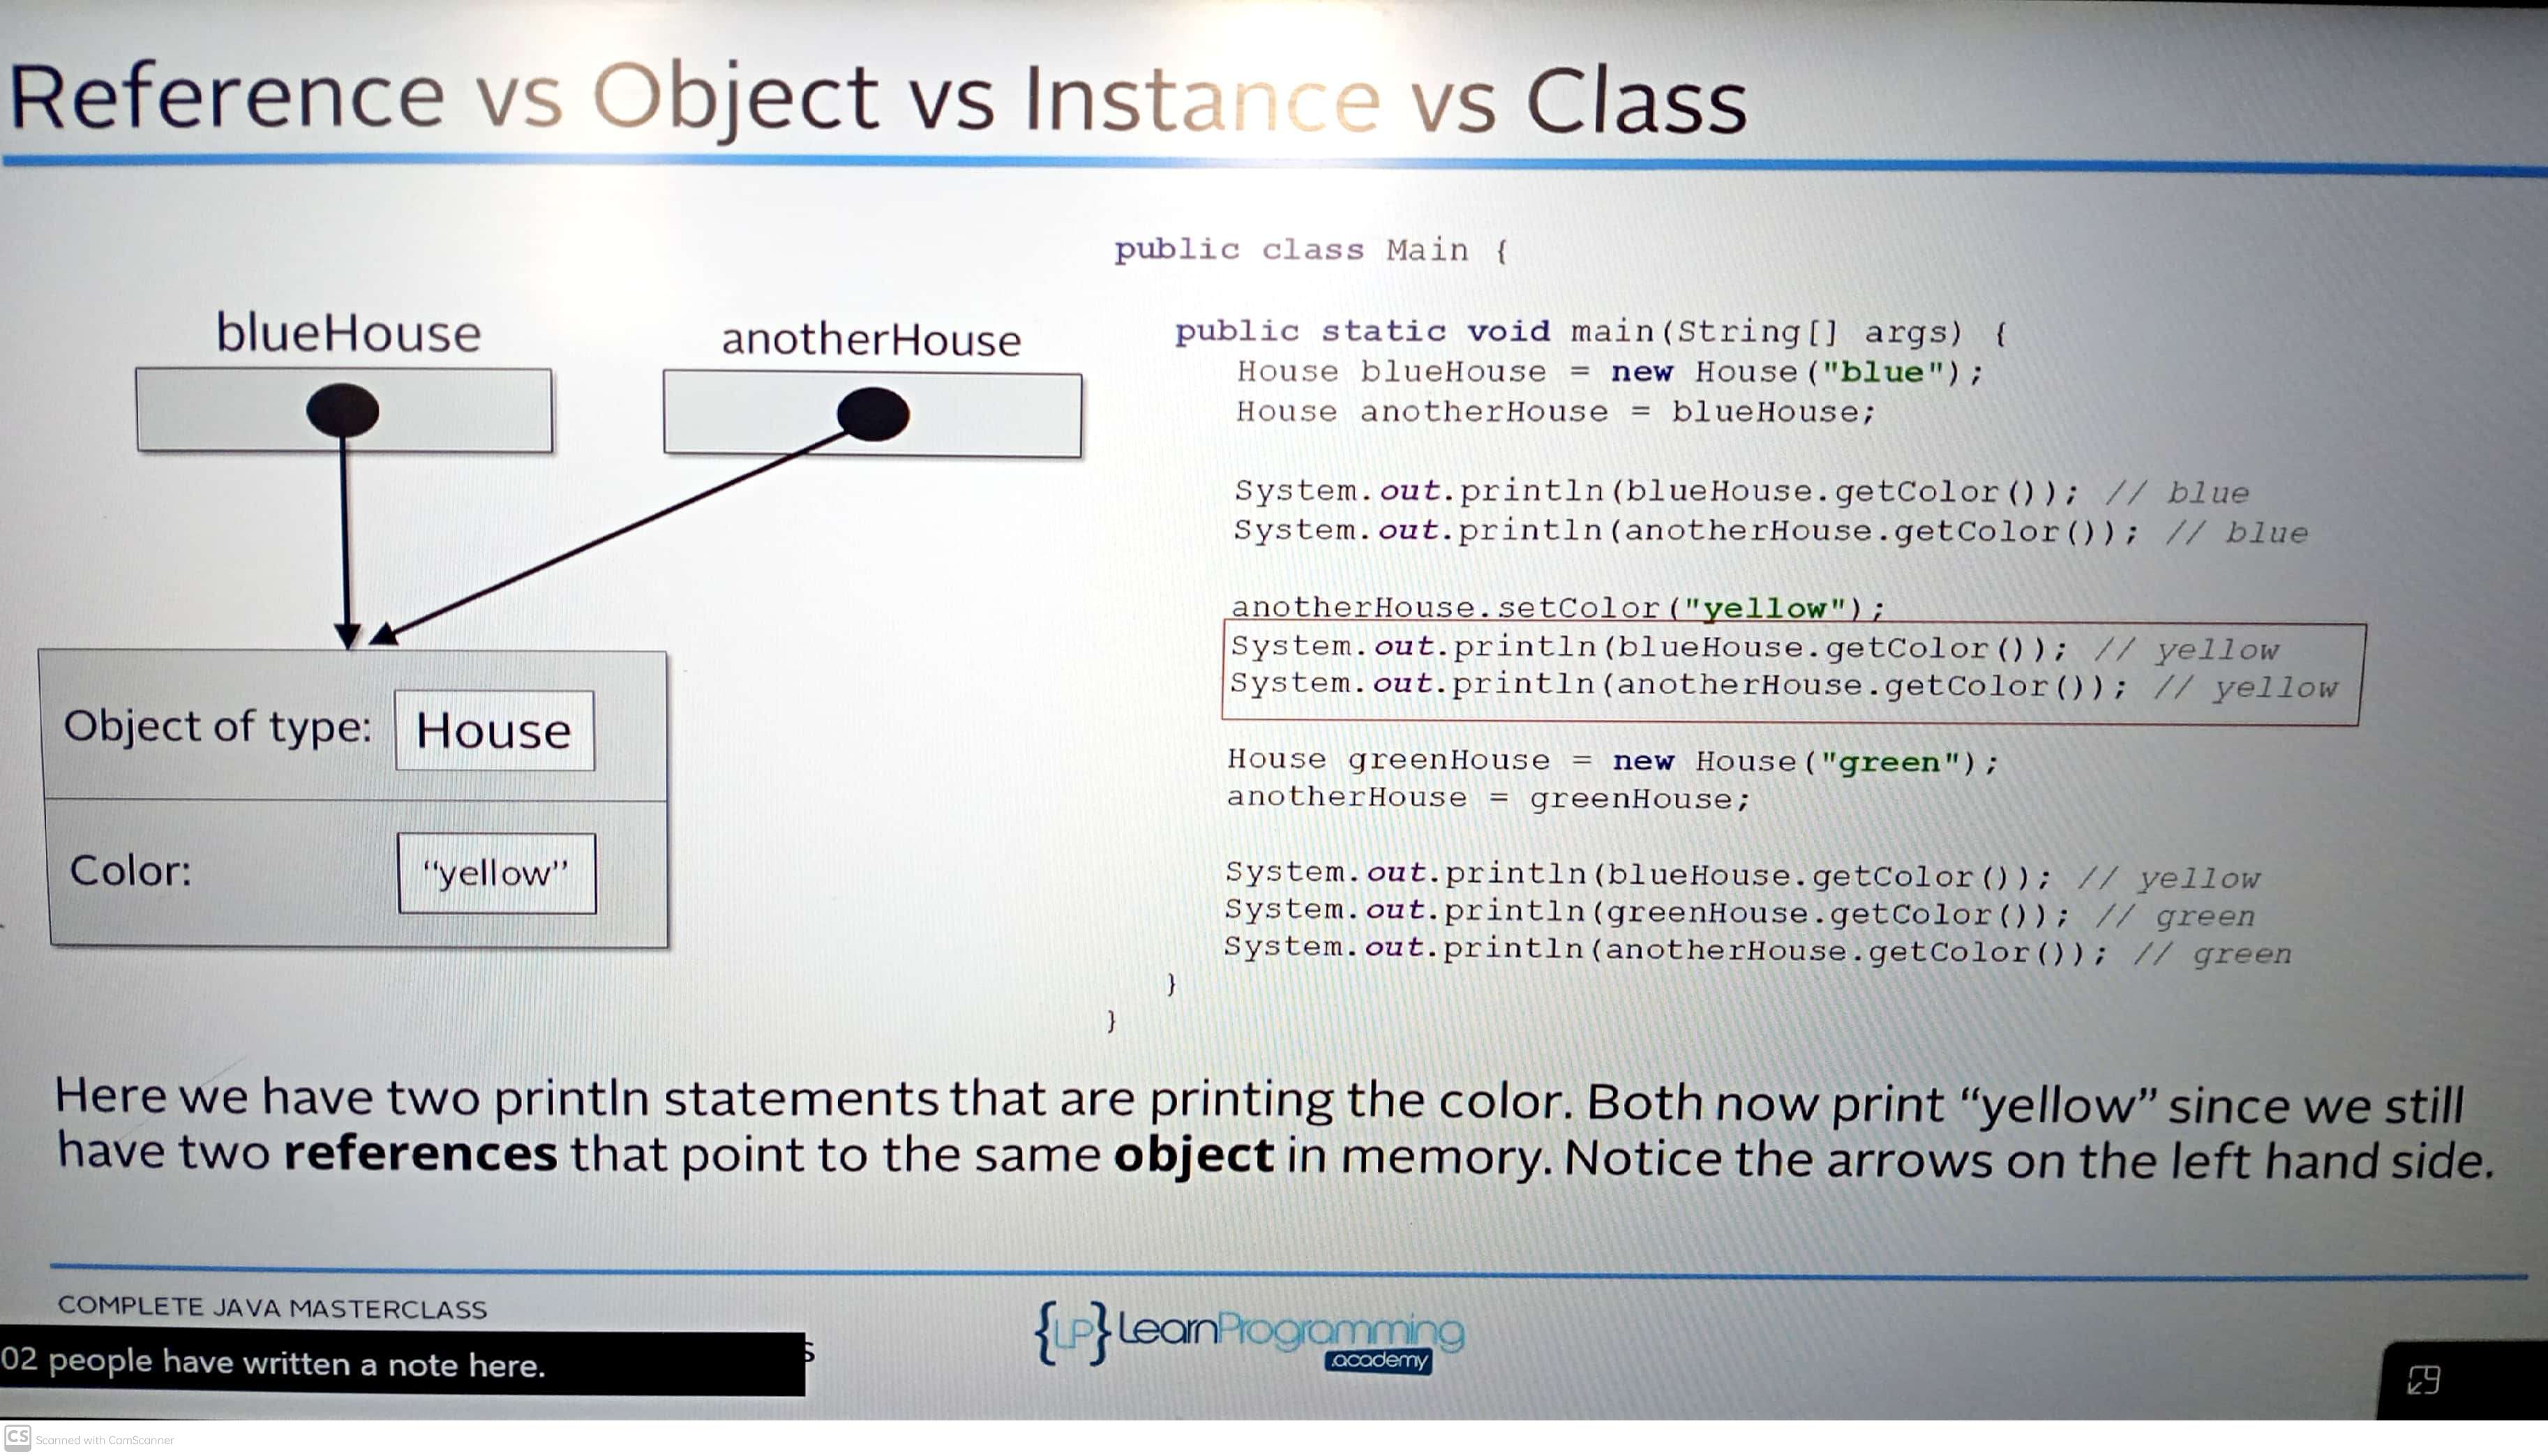 Reference vs Object vs Instance vs Class
blueHouse
anotherHouse
Object of type: House
Color: “yellow”
public class Main {
public static void main(String[] args) {
House blueHouse = new House("blue");
House anotherHouse = blueHouse;
System.out.println(blueHouse.getColor()); // blue
System.out.println(anotherHouse.getColor()); // blue
anotherHouse.setColor("yellow");
System.out.println(blueHouse.getColor()); // yellow
System.out.println(anotherHouse.getColor()); // yellow
House greenHouse = new House("green");
anotherHouse = greenHouse;
System.out.println(blueHouse.getColor()); // yellow
System.out.println(greenHouse.getColor()); // green
System.out.println(anotherHouse.getColor()); // green
}
}
Here we have two println statements that are printing the color. Both now print “yellow” since we still
have two references that point to the same object in memory. Notice the arrows on the left hand side.
COMPLETE JAVA MASTERCLASS
02 people have written a note here.
{LP} LearnProgramming
academy
CS Scanned with CamScanner